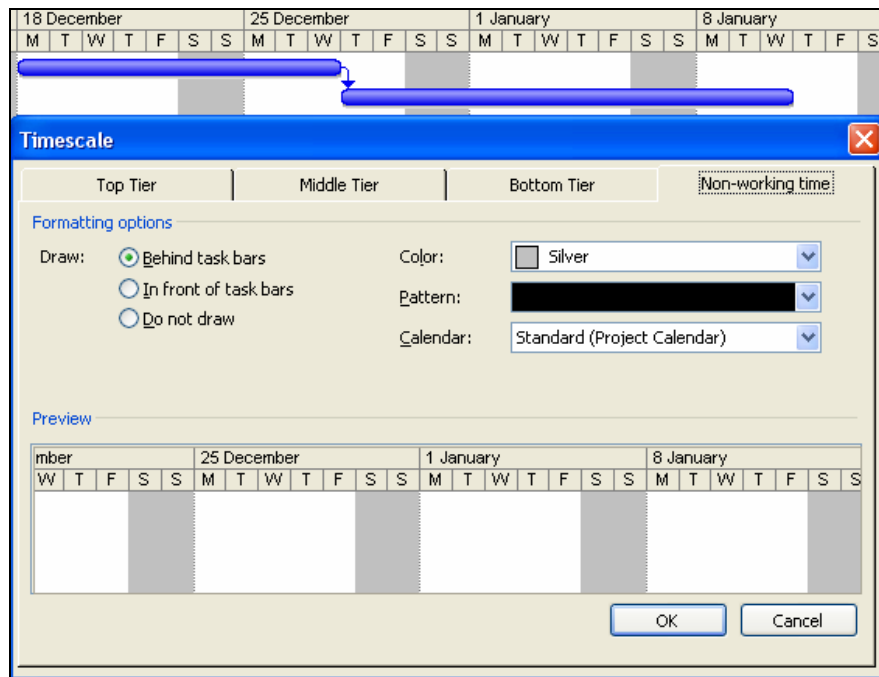 18 December 25 December 1 January 8 January
M T W T F S S M T W T F S S M T W T F S S M T W T F S
Timescale
Top Tier Middle Tier Bottom Tier Non-working time
Formatting options
Draw: Behind task bars Color: Silver
In front of task bars Pattern:
Do not draw Calendar: Standard (Project Calendar)
Preview
mber 25 December 1 January 8 January
W T F S S M T W T F S S M T W T F S S M T W T F S S
OK Cancel